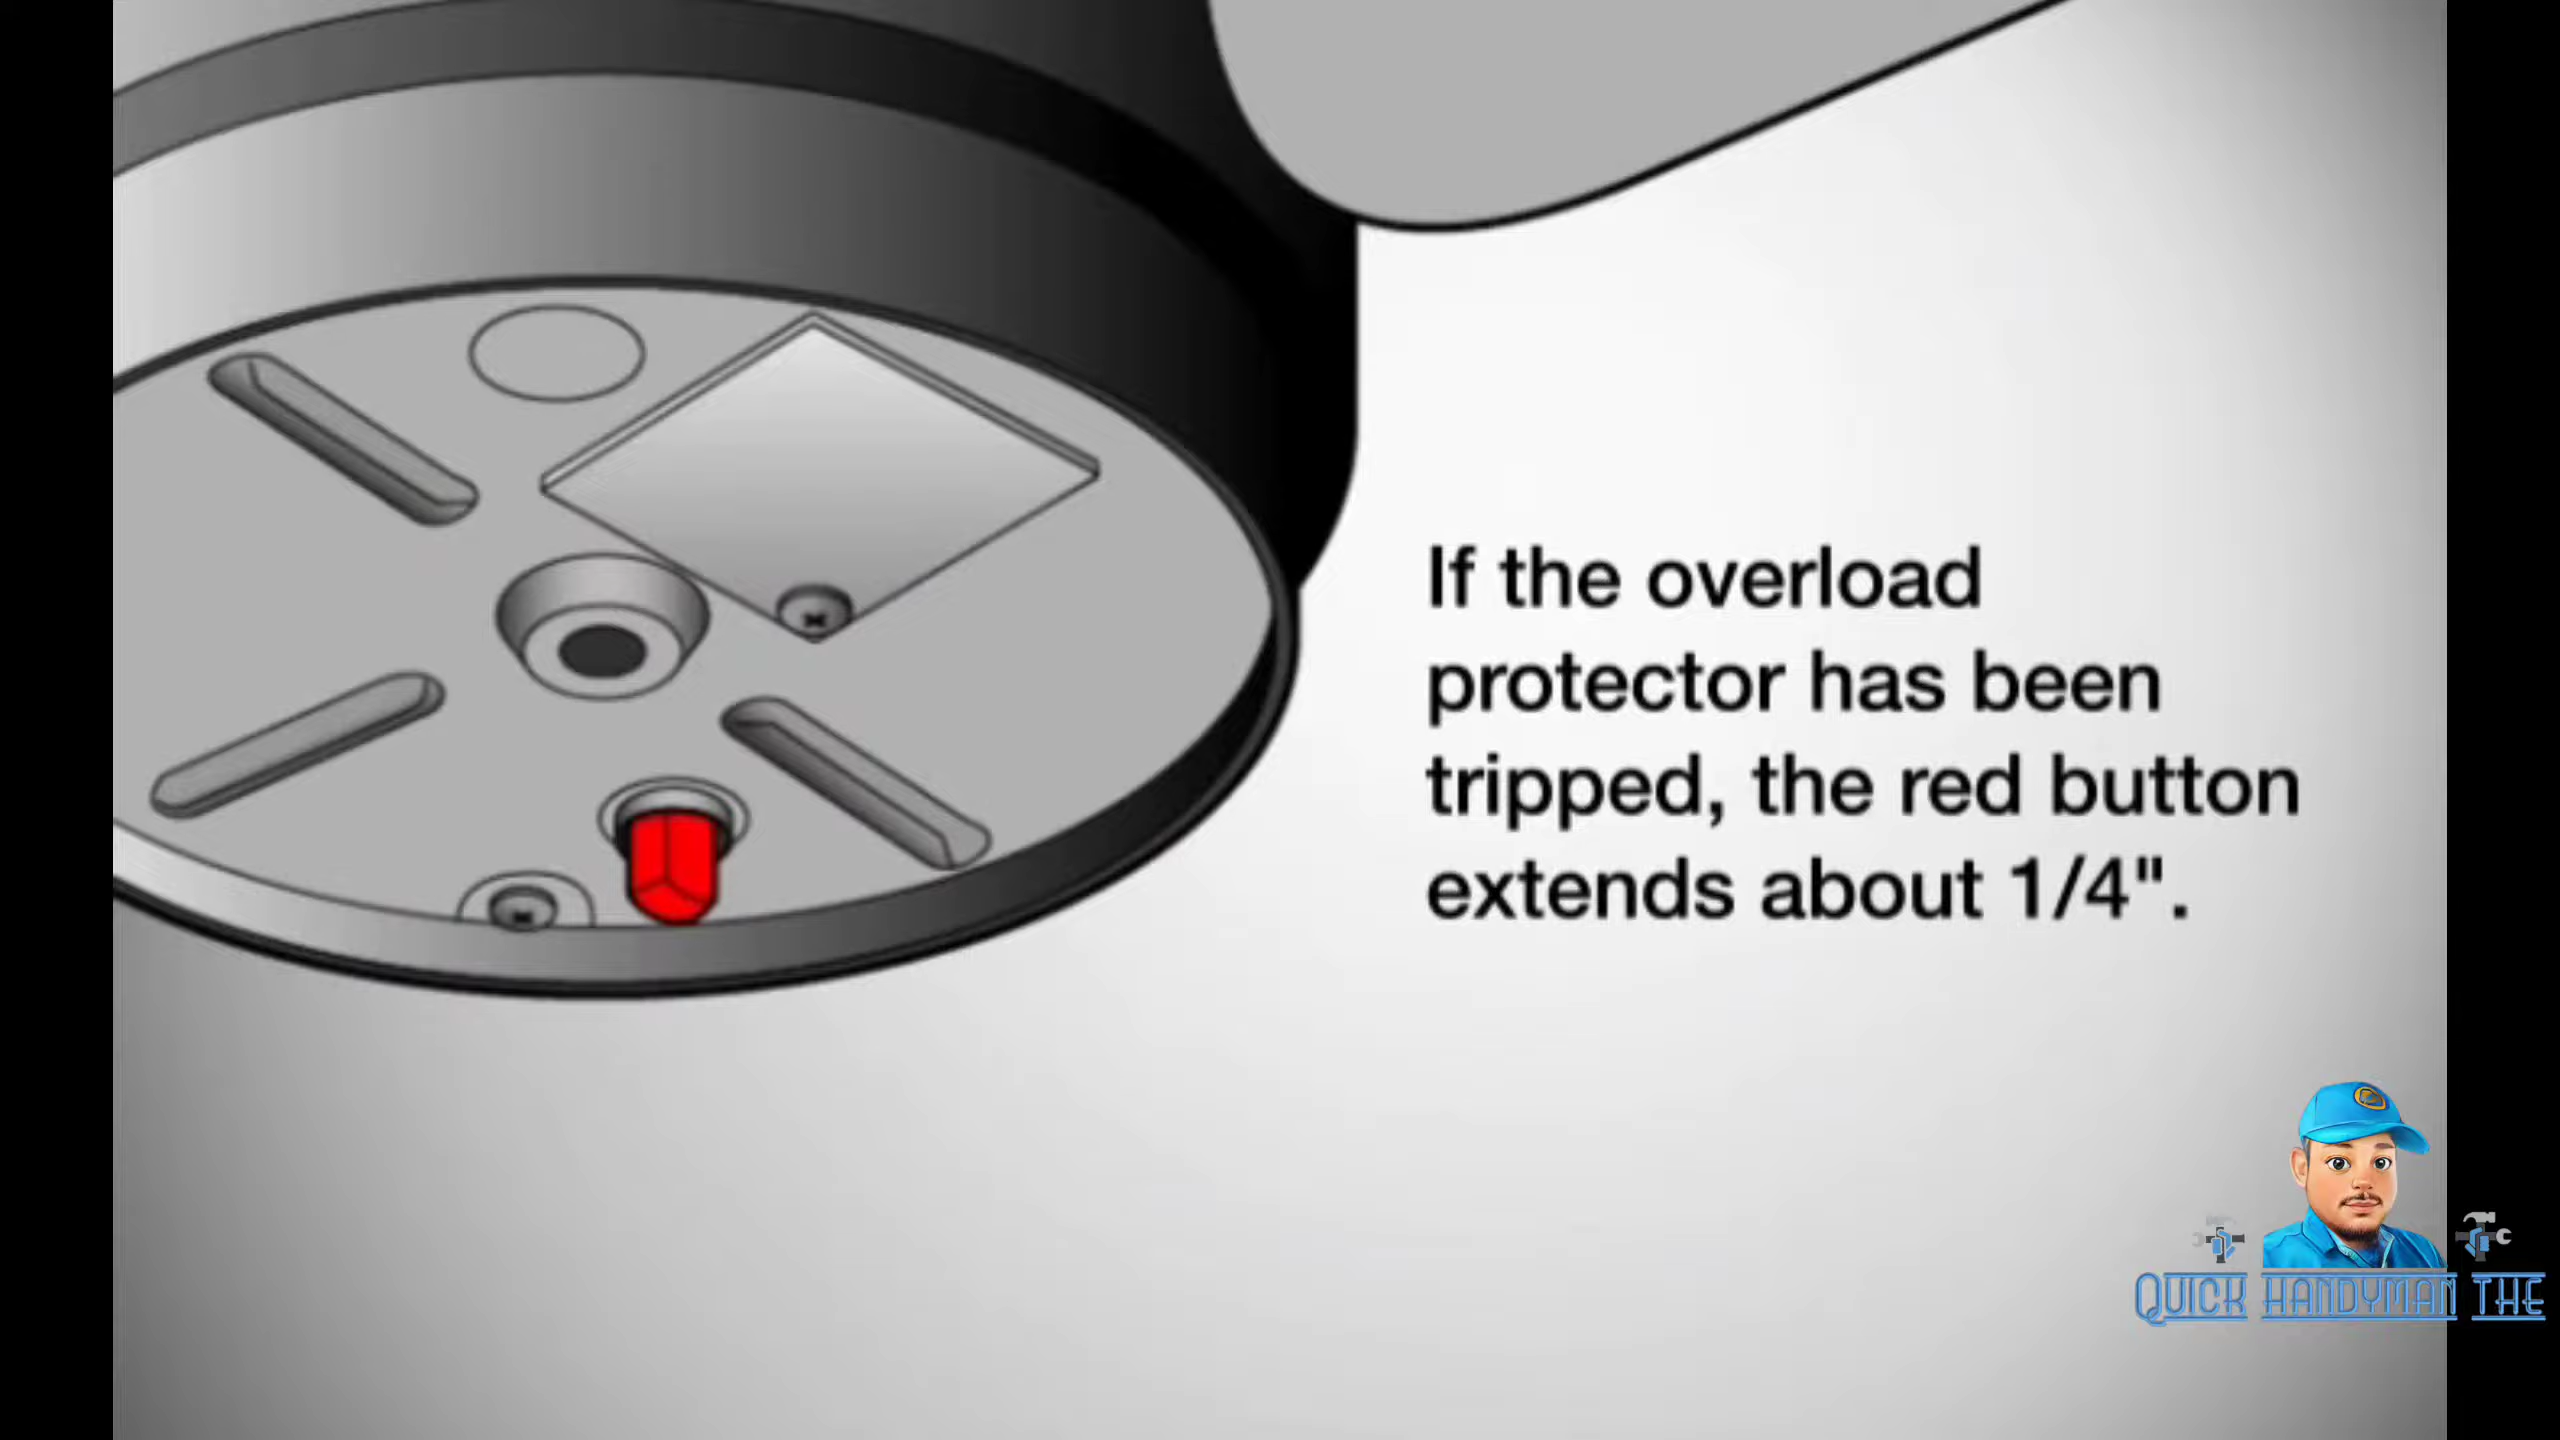 If the overload
protector has been
tripped, the red button
extends about 1/4".
QUICK HANDYMAN THE